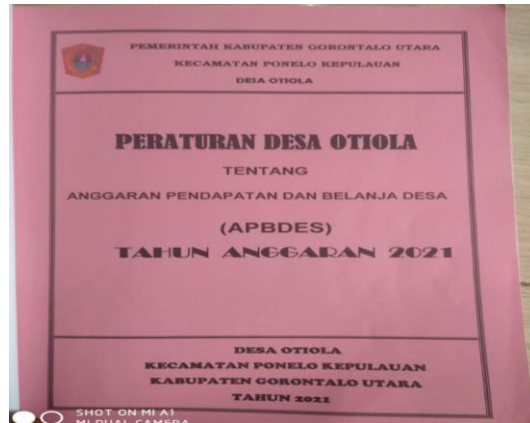 PEMERINTAH KABUPATEN GORONTALO UTARA
KECAMATAN PONELO KEPULAUAN
DESA OTIOLA
PERATURAN DESA OTIOLA
TENTANG
ANGGARAN PENDAPATAN DAN BELANJA DESA
(APBDES)
TAHUN ANGGARAN 2021
DESA OTIOLA
KECAMATAN PONELO KEPULAUAN
KABUPATEN GORONTALO UTARA
TAHUN 2021
SHOT ON MI A1
MI DUAL CAMERA